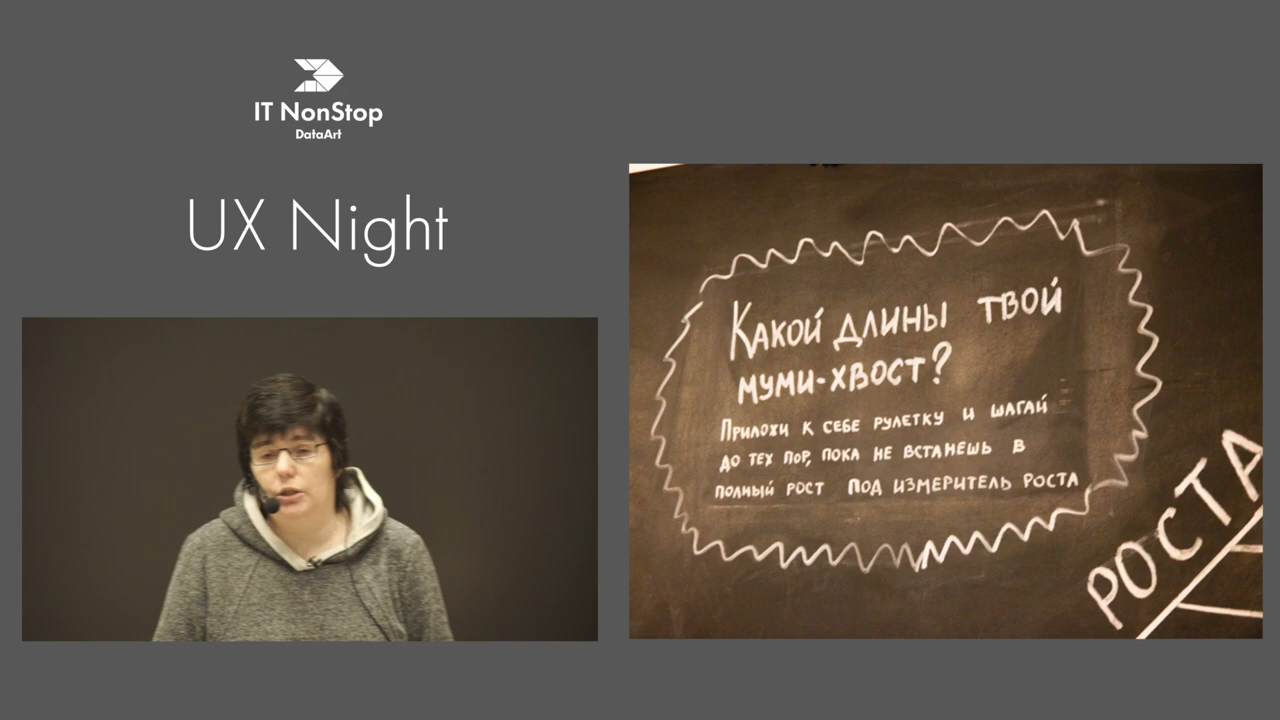 IT NonStop
DataArt
UX Night
Какой длины твой
муми-хвост?
Приложи к себе рулетку и шагай
до тех пор, пока не встанешь в
полный рост под измеритель роста
РОСТА